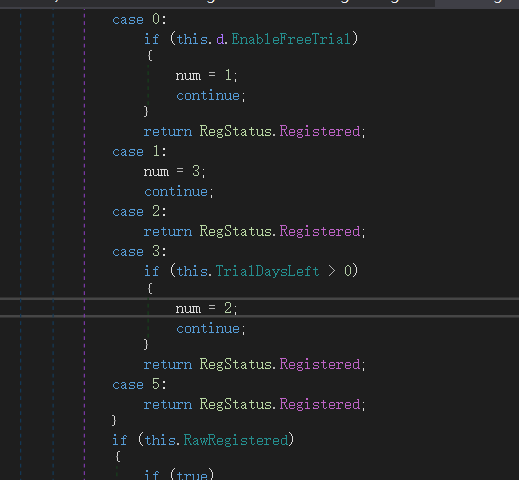 case 0:
if (this.d.EnableFreeTrial)
{
num = 1;
continue;
}
return RegStatus.Registered;
case 1:
num = 3;
continue;
case 2:
return RegStatus.Registered;
case 3:
if (this.TrialDaysLeft > 0)
{
num = 2;
continue;
}
return RegStatus.Registered;
case 5:
return RegStatus.Registered;
}
if (this.RawRegistered)
{
if (true)